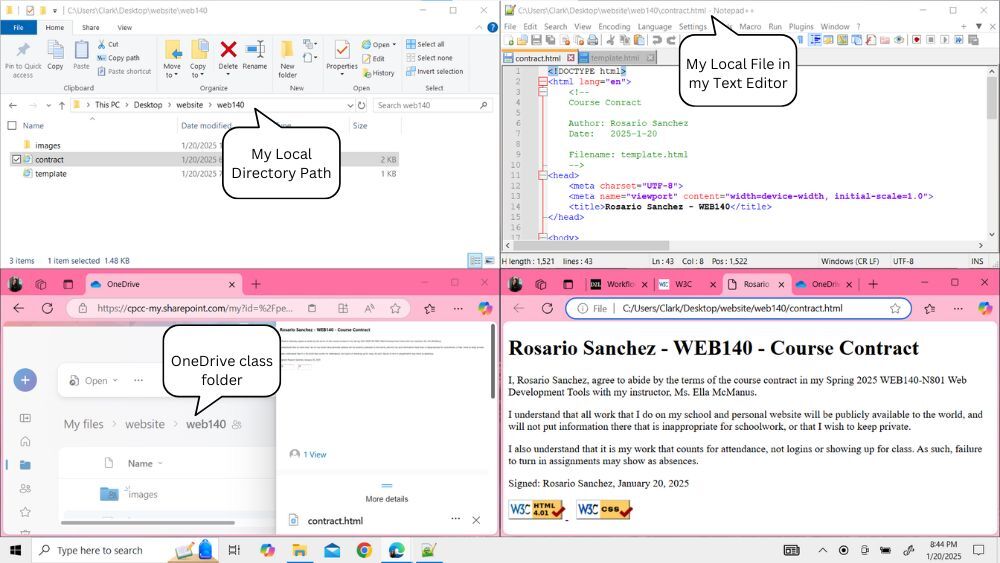 C:\Users\Clark\Desktop\website\web140
File
Home
Share
View
Pin to Quick access
Copy
Paste
Cut
Copy path
Paste shortcut
Move to
Copy to
Delete
Rename
New folder
Properties
Open
Edit
History
Select all
Select none
Invert selection
Clipboard
Organize
New
Open
Select
This PC > Desktop > website > web140
Search web140
Name
Date modified
Size
images
1/20/2025
contract
1/20/2025 6
2 KB
template
1/20/2025 7
1 KB
My Local
Directory Path
3 items 1 item selected 1.48 KB
C:\Users\Clark\Desktop\website\web140\contract.html - Notepad++
File Edit Search View Encoding Language Settings Macro Run Plugins Window ?
contract.html
template.html
My Local File in
my Text Editor
1 <!DOCTYPE html>
2 <html lang="en">
3 <!--
4 Course Conract
5
6 Author: Rosario Sanchez
7 Date: 2025-1-20
8
9 Filename: template.html
10 -->
11 <head>
12 <meta charset="UTF-8">
13 <meta name="viewport" content="width=device-width, initial-scale=1.0">
14 <title>Rosario Sanchez - WEB140</title>
15 </head>
16
17 <body>
H length : 1,521 lines : 43 Ln : 43 Col : 8 Pos : 1,522 Windows (CR LF) UTF-8 INS
OneDrive
https://cpcc-my.sharepoint.com/my?id=%2Fpe...
OneDrive class
folder
Open
My files > website > web140
Name
images
Rosario Sanchez - WEB140 - Course Contract
1 View
More details
contract.html
Workflo
W3C
Rosario
OneDri
File C:/Users/Clark/Desktop/website/web140/contract.html
Rosario Sanchez - WEB140 - Course Contract
I, Rosario Sanchez, agree to abide by the terms of the course contract in my Spring 2025 WEB140-N801 Web
Development Tools with my instructor, Ms. Ella McManus.
I understand that all work that I do on my school and personal website will be publicly available to the world, and
will not put information there that is inappropriate for schoolwork, or that I wish to keep private.
I also understand that it is my work that counts for attendance, not logins or showing up for class. As such, failure
to turn in assignments may show as absences.
Signed: Rosario Sanchez, January 20, 2025
W3C HTML 4.01
W3C CSS
Type here to search
8:44 PM
1/20/2025